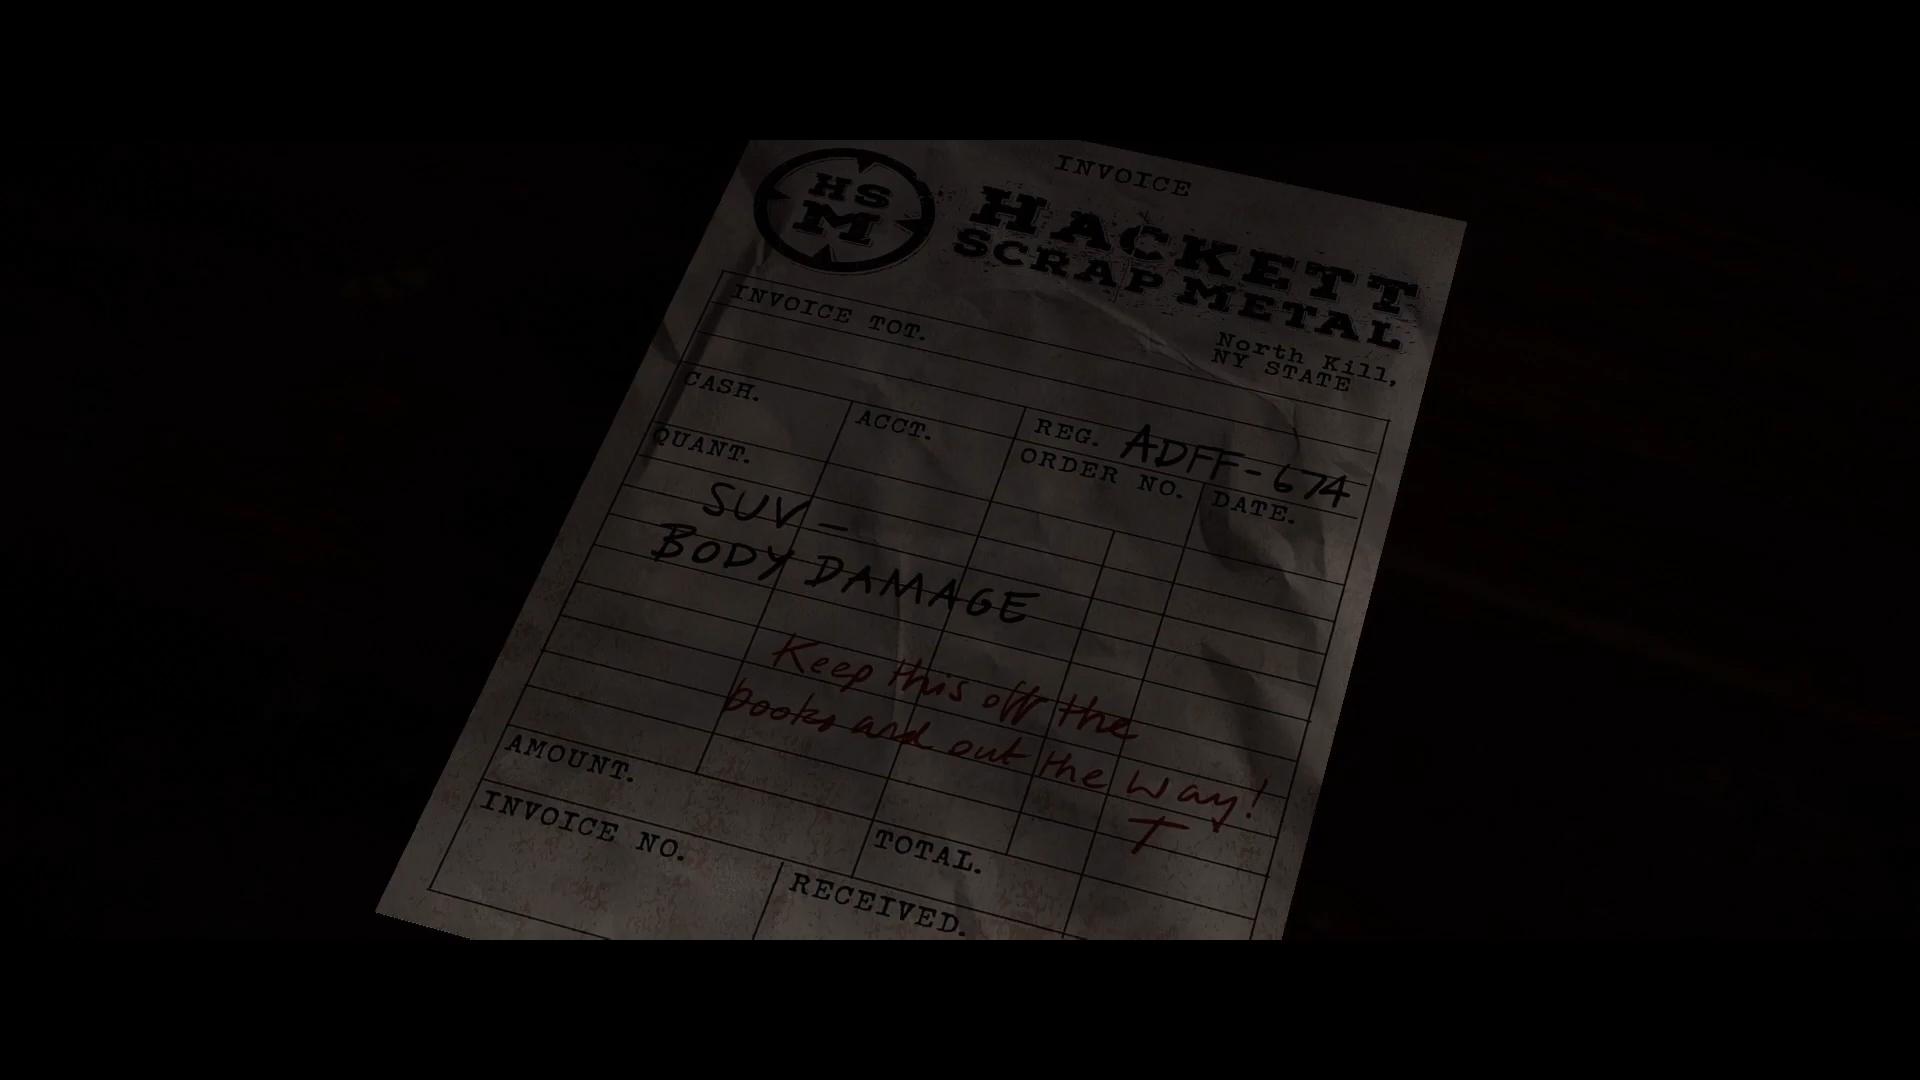 INVOICE
HS
M
HACKETT
SCRAP METAL
North Kill,
NY STATE
INVOICE TOT.
CASH.
ACCT.
REG. ADFF-674
QUANT.
ORDER NO.
DATE.
SUV -
BODY DAMAGE
Keep this off the
books and out the way!
T
AMOUNT.
TOTAL.
INVOICE NO.
RECEIVED.